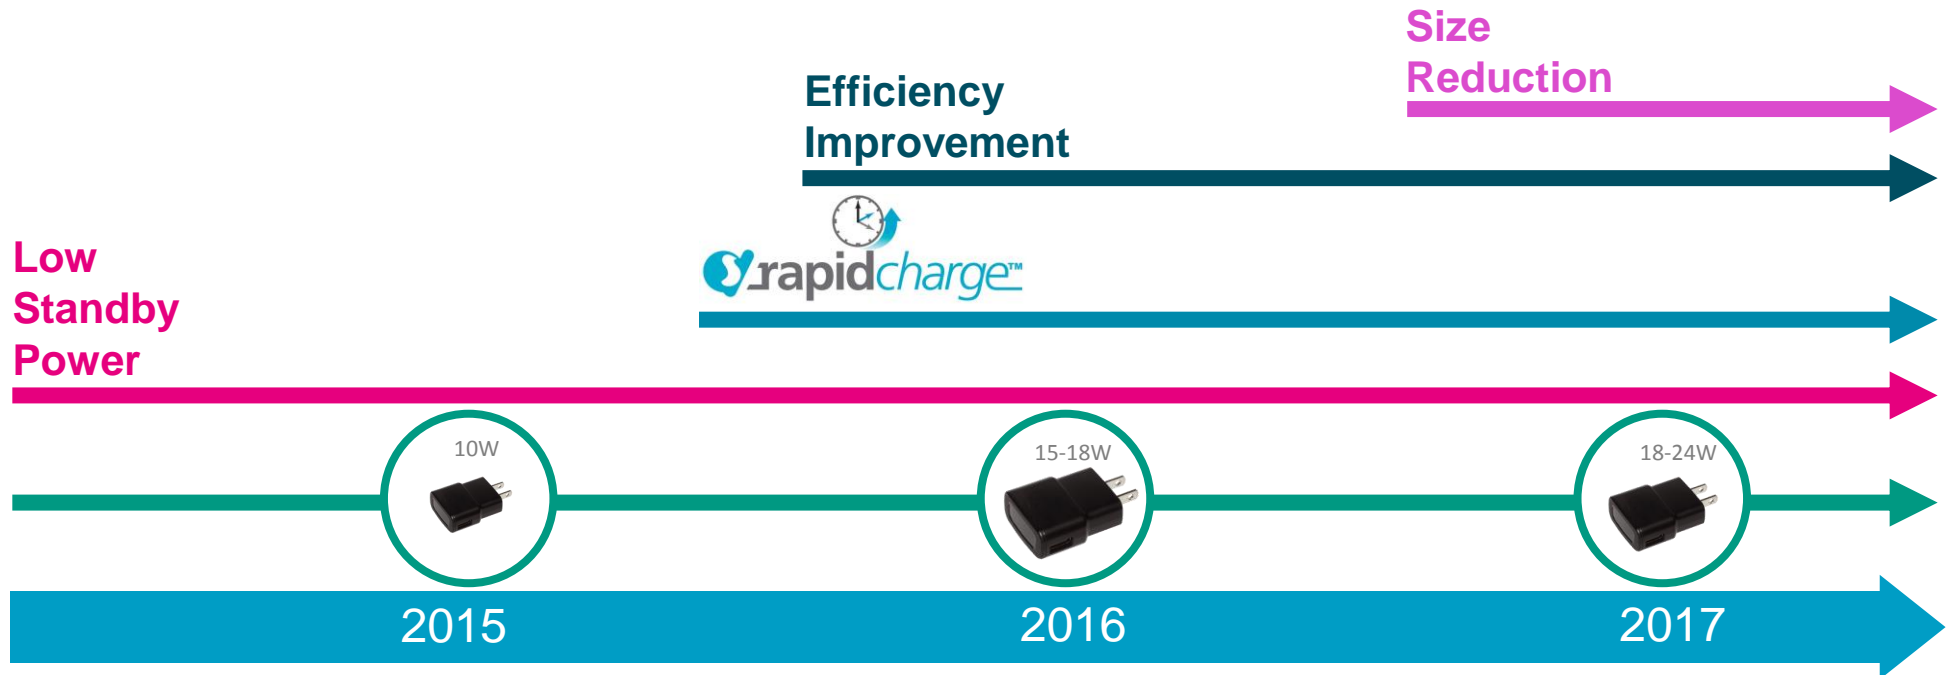 Size
Reduction
Efficiency
Improvement
rapidcharge™
Low
Standby
Power
10W
15-18W
18-24W
2015
2016
2017